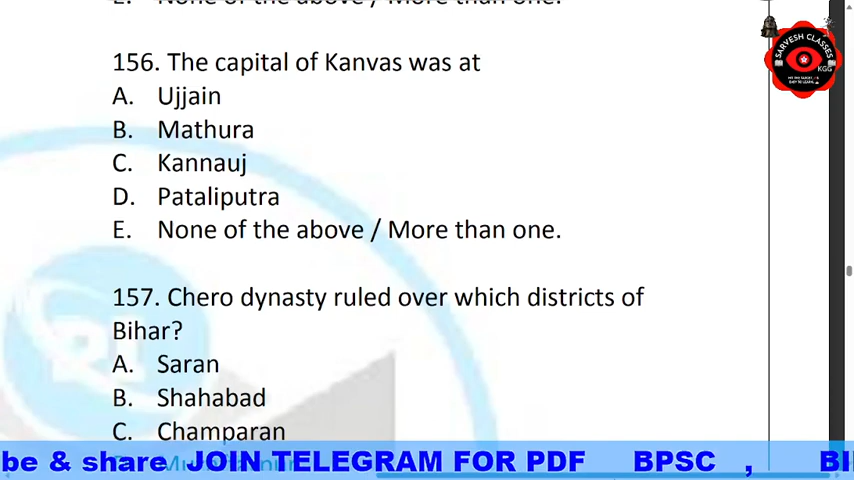 E. None of the above / More than one.
156. The capital of Kanvas was at
A. Ujjain
B. Mathura
C. Kannauj
D. Pataliputra
E. None of the above / More than one.
157. Chero dynasty ruled over which districts of
Bihar?
A. Saran
B. Shahabad
C. Champaran
be & share JOIN TELEGRAM FOR PDF BPSC , BI
SARVESH CLASSES
KGG